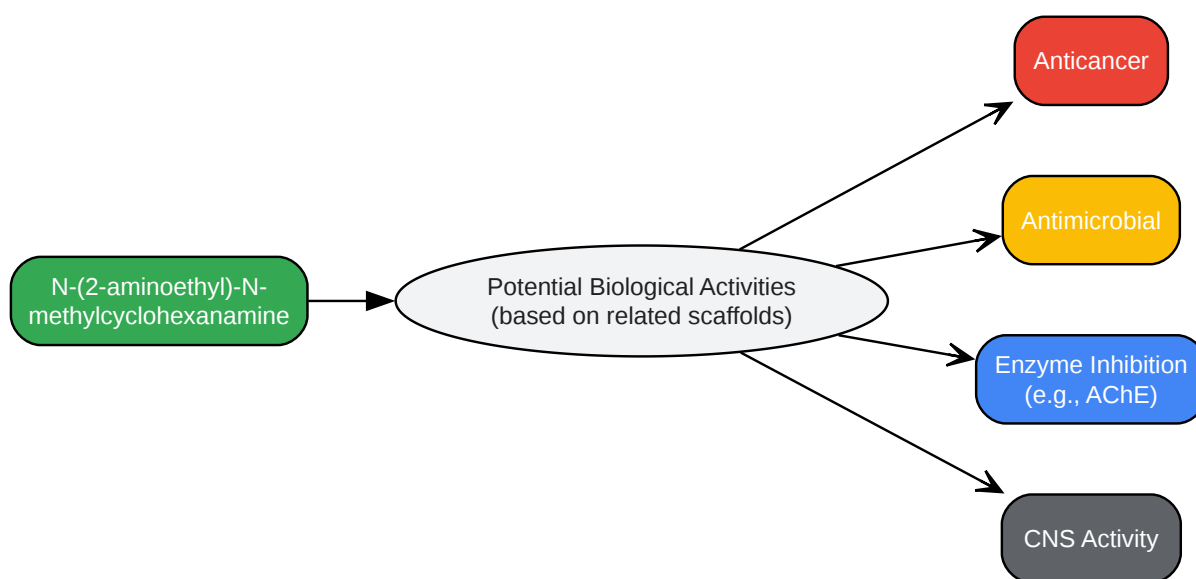 N-(2-aminoethyl)-N-
methylcyclohexanamine
Potential Biological Activities
(based on related scaffolds)
Anticancer
Antimicrobial
Enzyme Inhibition
(e.g., AChE)
CNS Activity